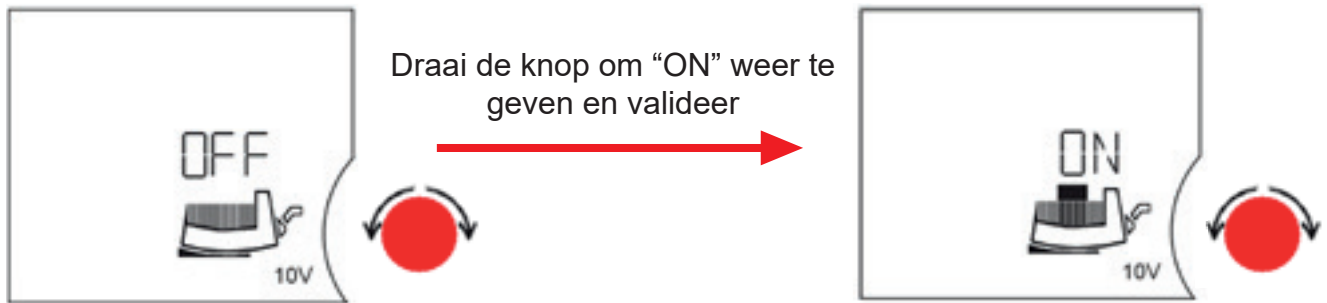 Draai de knop om “ON” weer te
geven en valideer
OFF
10V
ON
10V